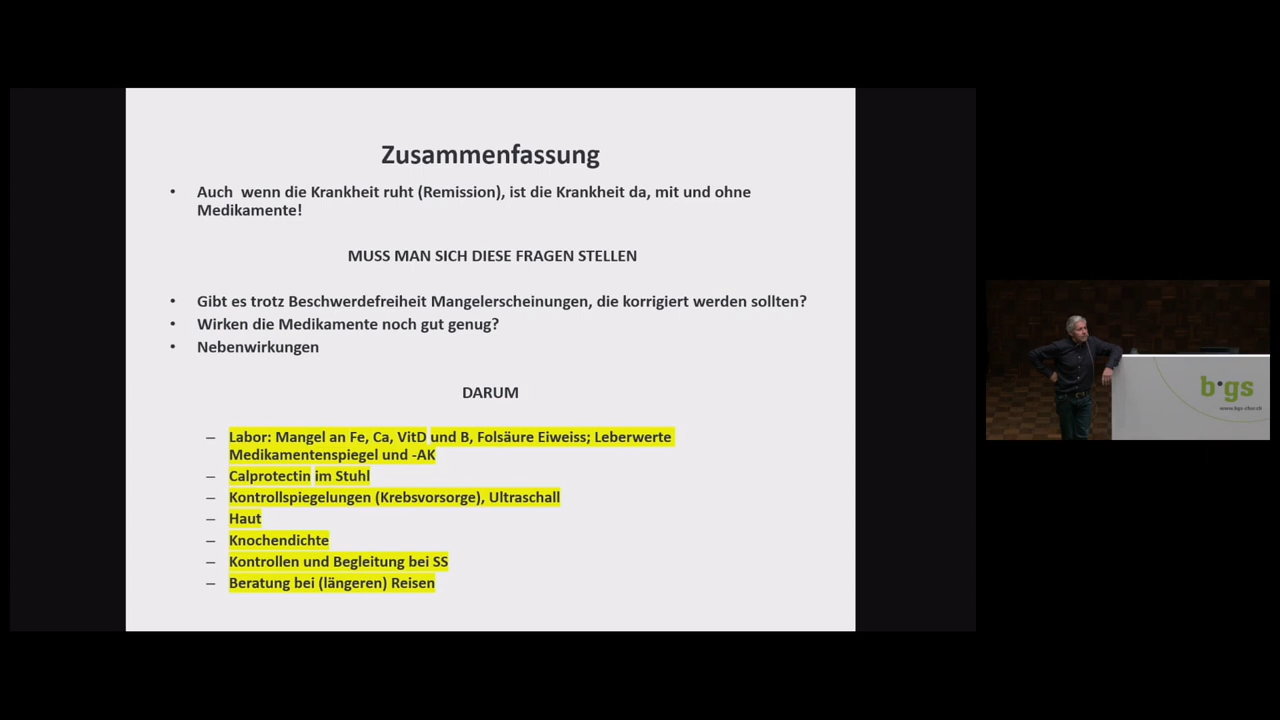 Zusammenfassung
• Auch  wenn die Krankheit ruht (Remission), ist die Krankheit da, mit und ohne
Medikamente!
MUSS MAN SICH DIESE FRAGEN STELLEN
• Gibt es trotz Beschwerdefreiheit Mangelerscheinungen, die korrigiert werden sollten?
• Wirken die Medikamente noch gut genug?
• Nebenwirkungen
DARUM
– Labor: Mangel an Fe, Ca, VitD und B, Folsäure Eiweiss; Leberwerte
Medikamentenspiegel und -AK
– Calprotectin im Stuhl
– Kontrollspiegelungen (Krebsvorsorge), Ultraschall
– Haut
– Knochendichte
– Kontrollen und Begleitung bei SS
– Beratung bei (längeren) Reisen
b•gs
www.bgs-chur.ch